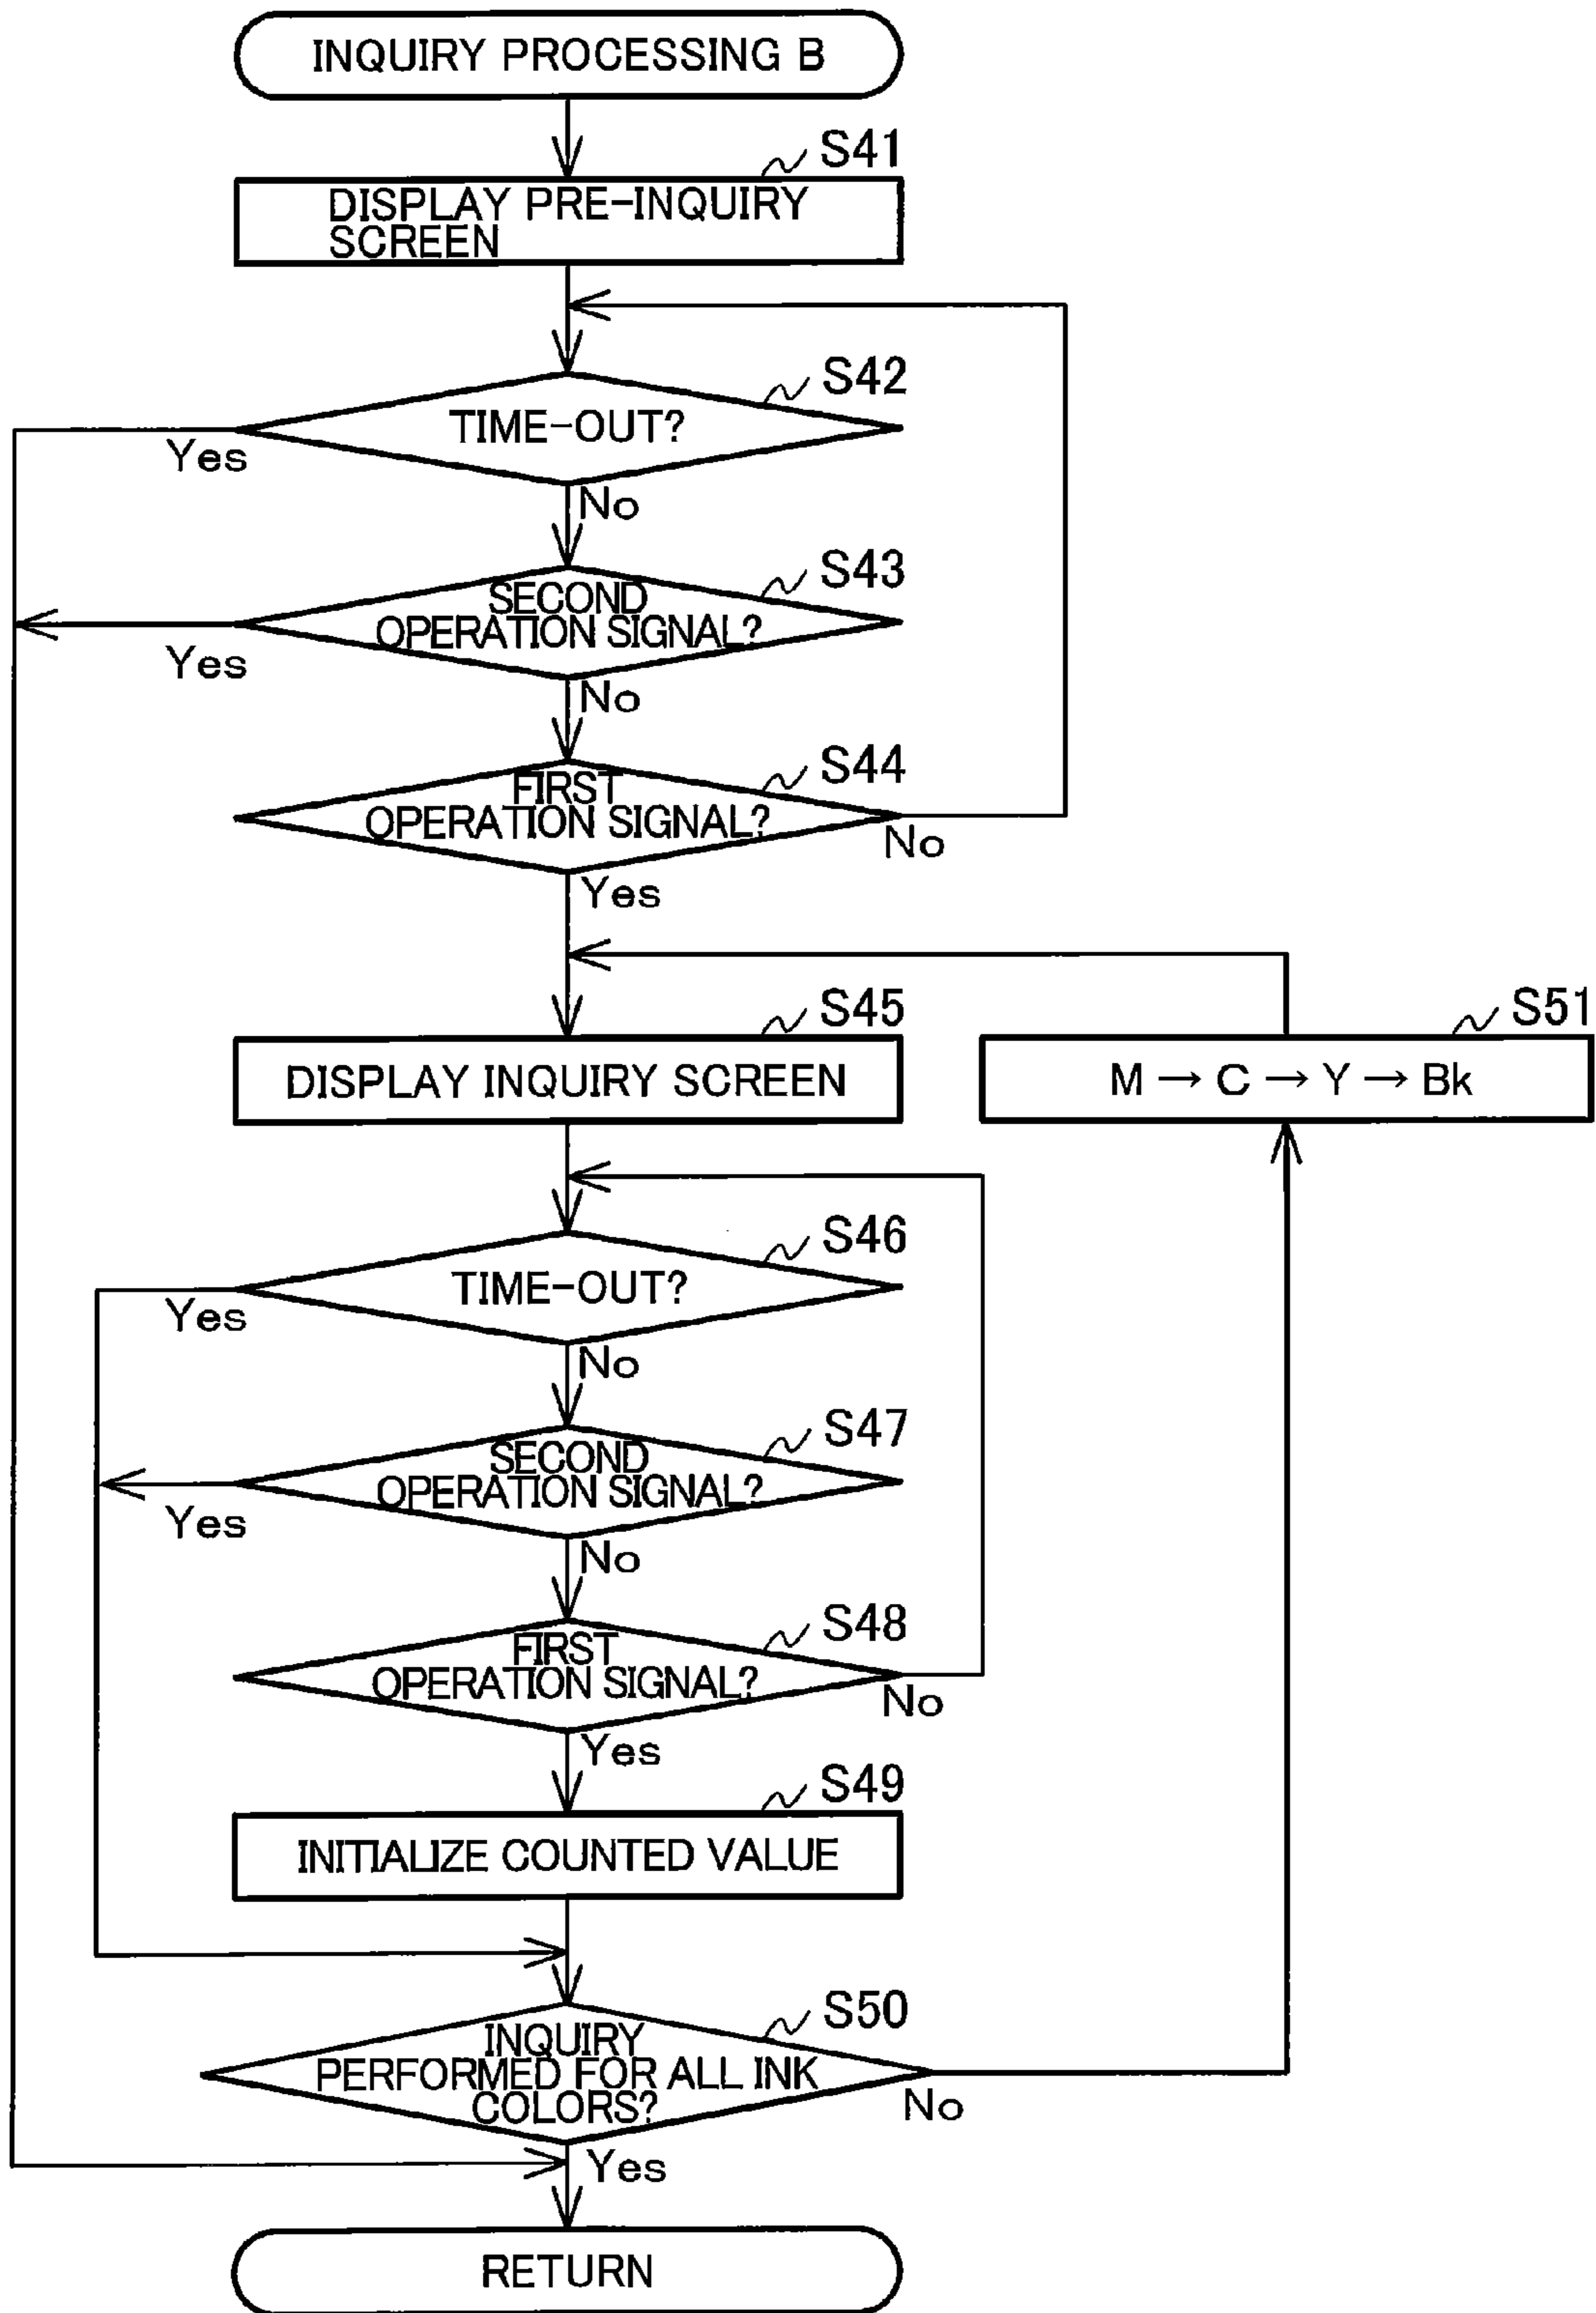 INQUIRY PROCESSING B
S41
DISPLAY PRE-INQUIRY
SCREEN
S42
TIME-OUT?
Yes
No
S43
SECOND
OPERATION SIGNAL?
Yes
No
S44
FIRST
OPERATION SIGNAL?
No
Yes
S45
DISPLAY INQUIRY SCREEN
S51
M → C → Y → Bk
S46
TIME-OUT?
Yes
No
S47
SECOND
OPERATION SIGNAL?
Yes
No
S48
FIRST
OPERATION SIGNAL?
No
Yes
S49
INITIALIZE COUNTED VALUE
S50
INQUIRY
PERFORMED FOR ALL INK
COLORS?
No
Yes
RETURN